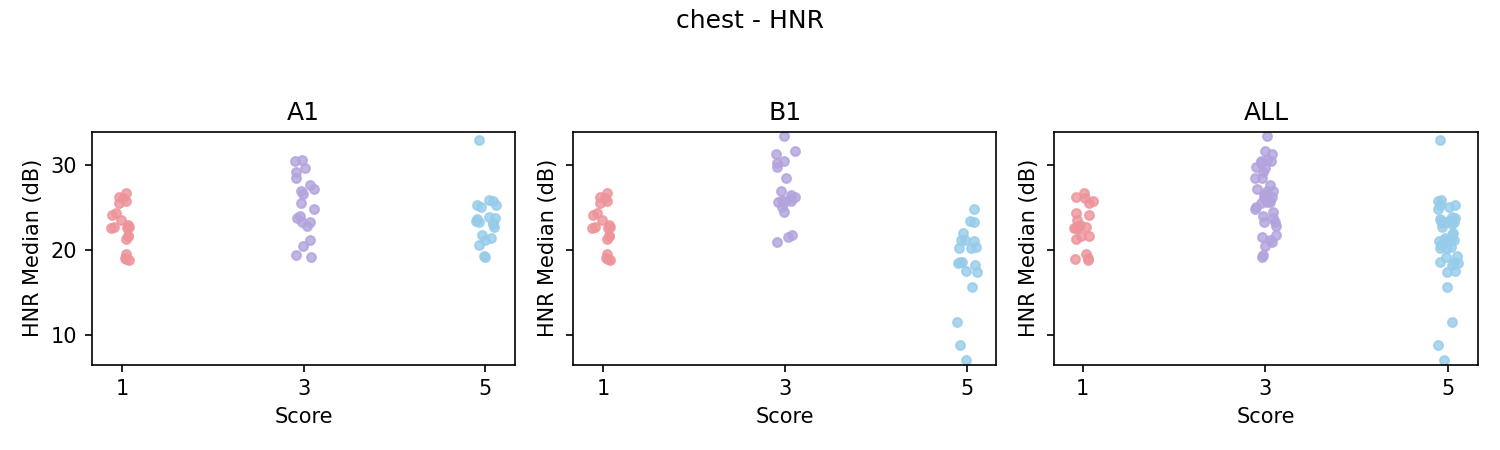 chest - HNR
A1
B1
ALL
HNR Median (dB)
30
20
10
1
3
5
Score
HNR Median (dB)
1
3
5
Score
HNR Median (dB)
1
3
5
Score